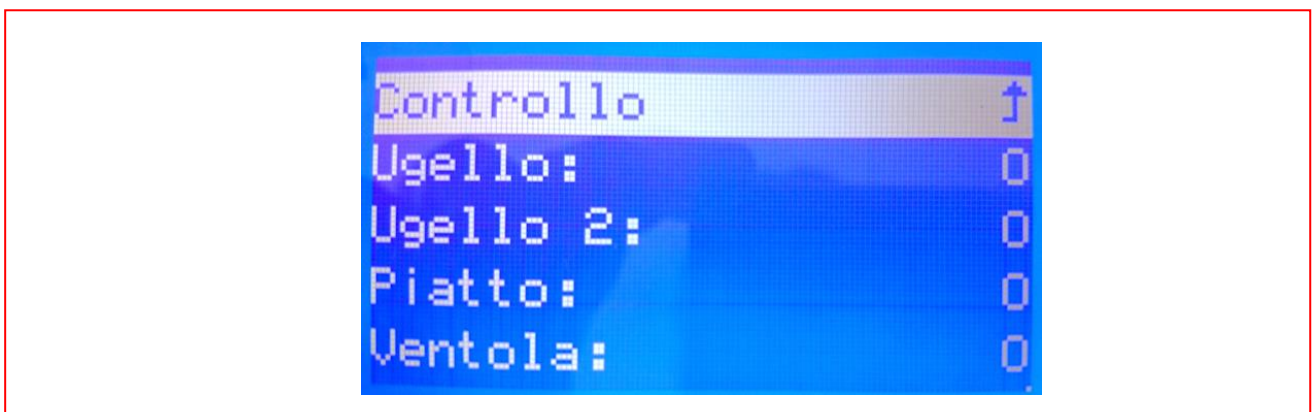 Controllo
Ugello: 0
Ugello 2: 0
Piatto: 0
Ventola: 0